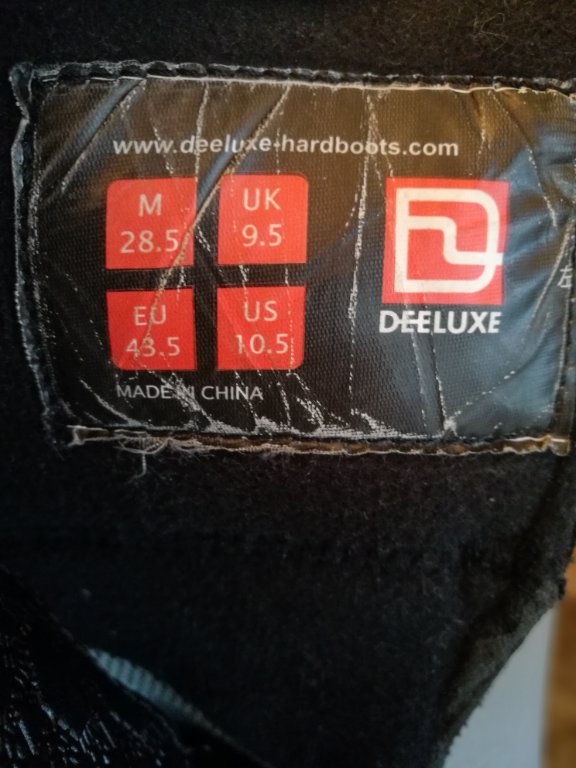 www.deeluxe-hardboots.com
M
28.5
UK
9.5
EU
43.5
US
10.5
DEELUXE
MADE IN CHINA